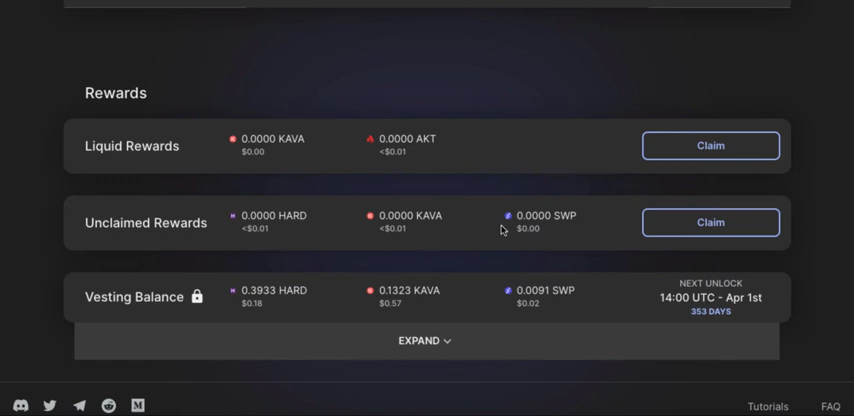 Rewards
Liquid Rewards
0.0000 KAVA
$0.00
0.0000 AKT
<$0.01
Claim
Unclaimed Rewards
0.0000 HARD
<$0.01
0.0000 KAVA
<$0.01
0.0000 SWP
$0.00
Claim
Vesting Balance
0.3933 HARD
$0.18
0.1323 KAVA
$0.57
0.0091 SWP
$0.02
NEXT UNLOCK
14:00 UTC - Apr 1st
353 DAYS
EXPAND
Tutorials
FAQ